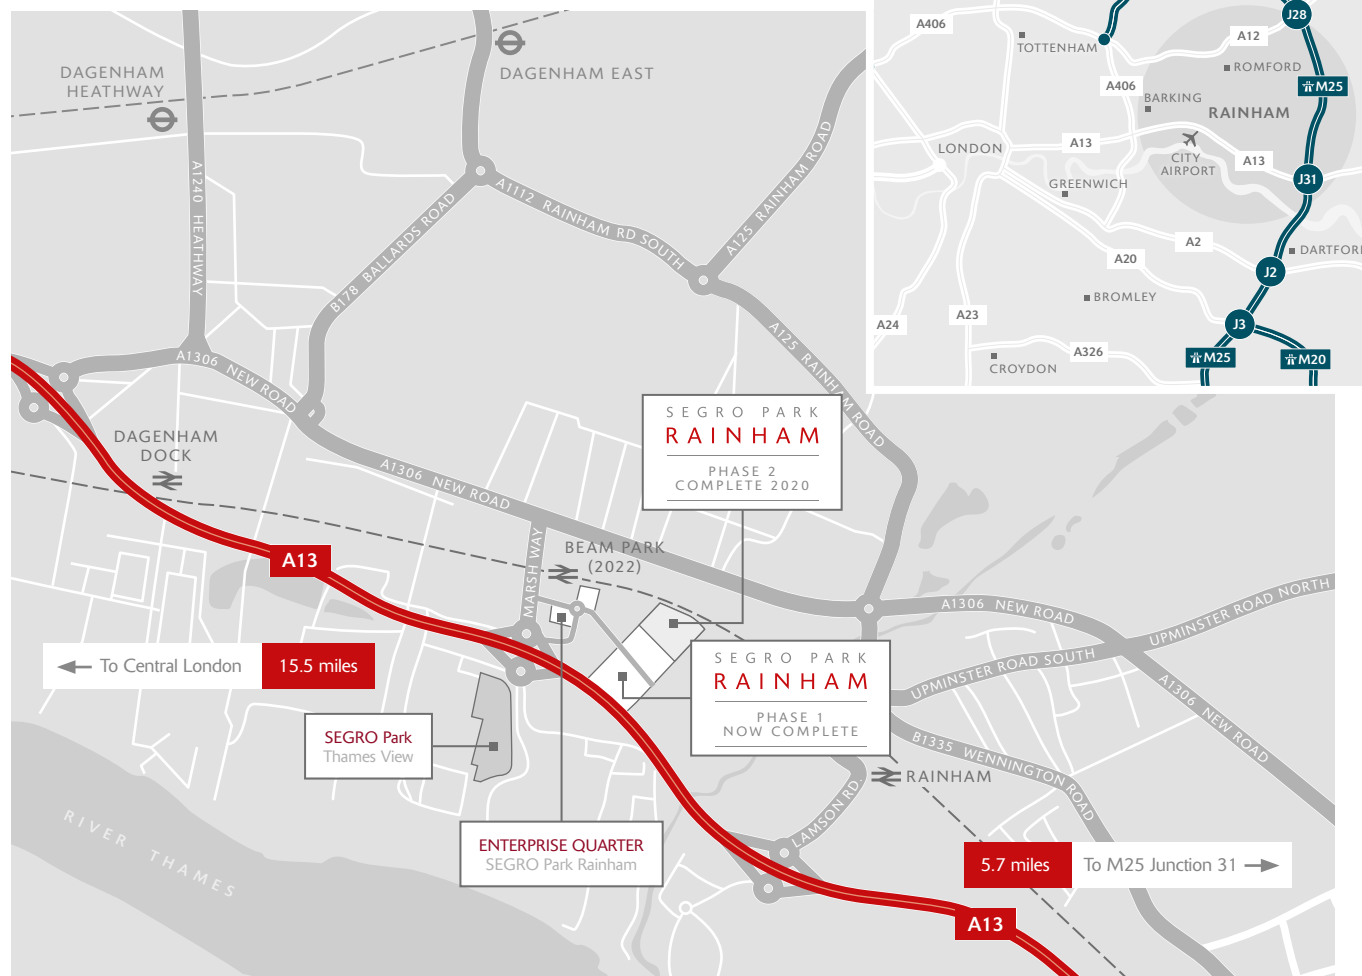 DAGENHAM
HEATHWAY
DAGENHAM EAST
A1240 HEATHWAY
B178 BALLARDS ROAD
A1112 RAINHAM RD SOUTH
A125 RAINHAM ROAD
A125 RAINHAM ROAD
A1306 NEW ROAD
A1306 NEW ROAD
DAGENHAM
DOCK
A13
MARSH WAY
BEAM PARK
(2022)
SEGRO PARK
RAINHAM
PHASE 2
COMPLETE 2020
SEGRO PARK
RAINHAM
PHASE 1
NOW COMPLETE
A1306 NEW ROAD
UPMINSTER ROAD NORTH
UPMINSTER ROAD SOUTH
A1306 NEW ROAD
B1335 WENNINGTON ROAD
RAINHAM
LAMSON RD.
To Central London
15.5 miles
SEGRO Park
Thames View
ENTERPRISE QUARTER
SEGRO Park Rainham
RIVER THAMES
5.7 miles
To M25 Junction 31
A13
A406
TOTTENHAM
A12
J28
ROMFORD
M25
A406
BARKING
RAINHAM
LONDON
A13
CITY
AIRPORT
A13
J31
GREENWICH
A2
DARTFORD
A20
J2
BROMLEY
A24
A23
J3
A326
M25
M20
CROYDON